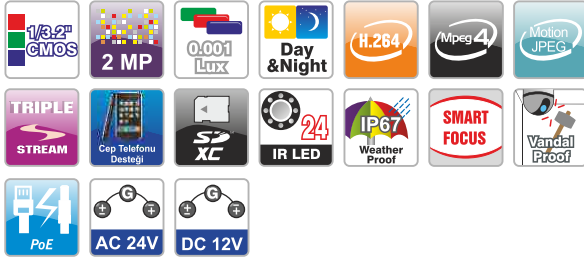 1/3.2"
CMOS
2 MP
0.001
Lux
Day
&Night
H.264
Mpeg4
Motion
JPEG
TRIPLE
STREAM
Cep Telefonu
Desteği
SD
XC
24
IR LED
IP67
Weather
Proof
SMART
FOCUS
Vandal
Proof
PoE
G
AC 24V
G
DC 12V